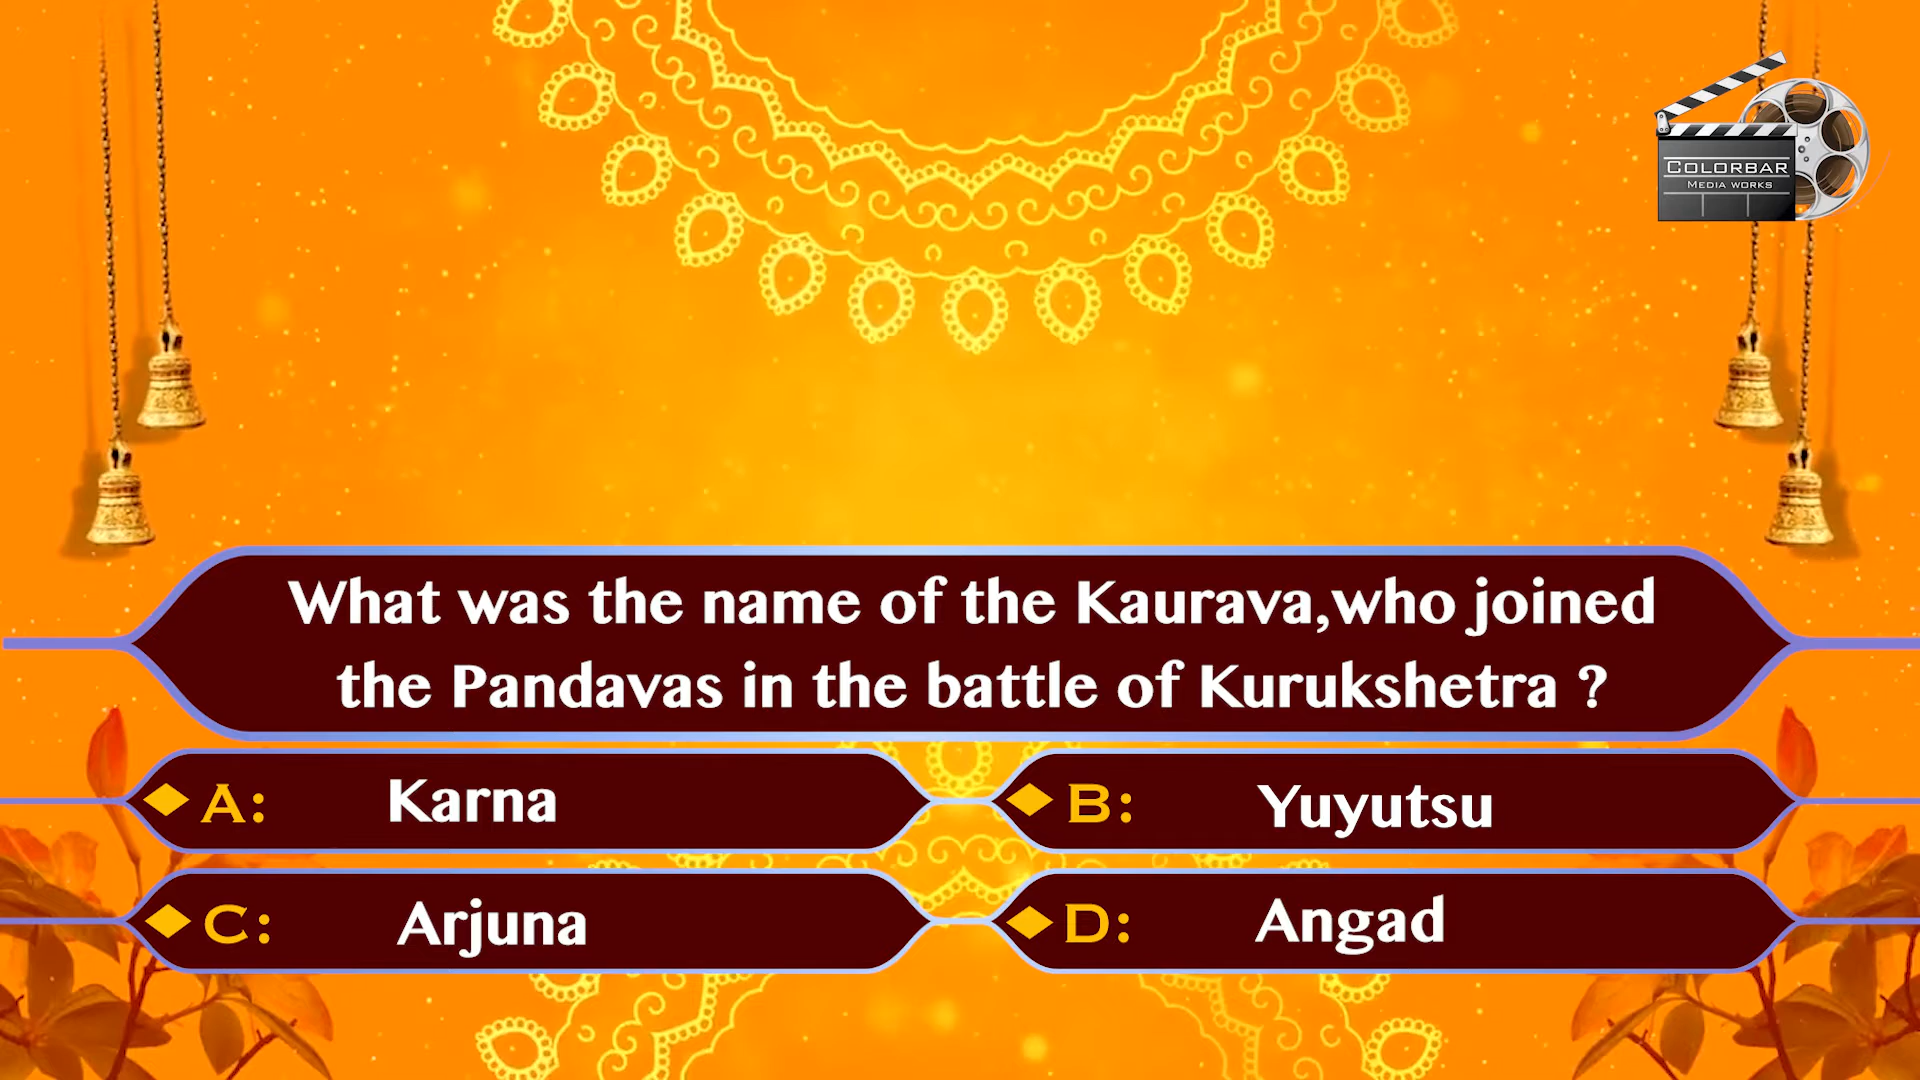 COLORBAR
MEDIA WORKS
What was the name of the Kaurava,who joined
the Pandavas in the battle of Kurukshetra ?
A: Karna
B: Yuyutsu
C: Arjuna
D: Angad